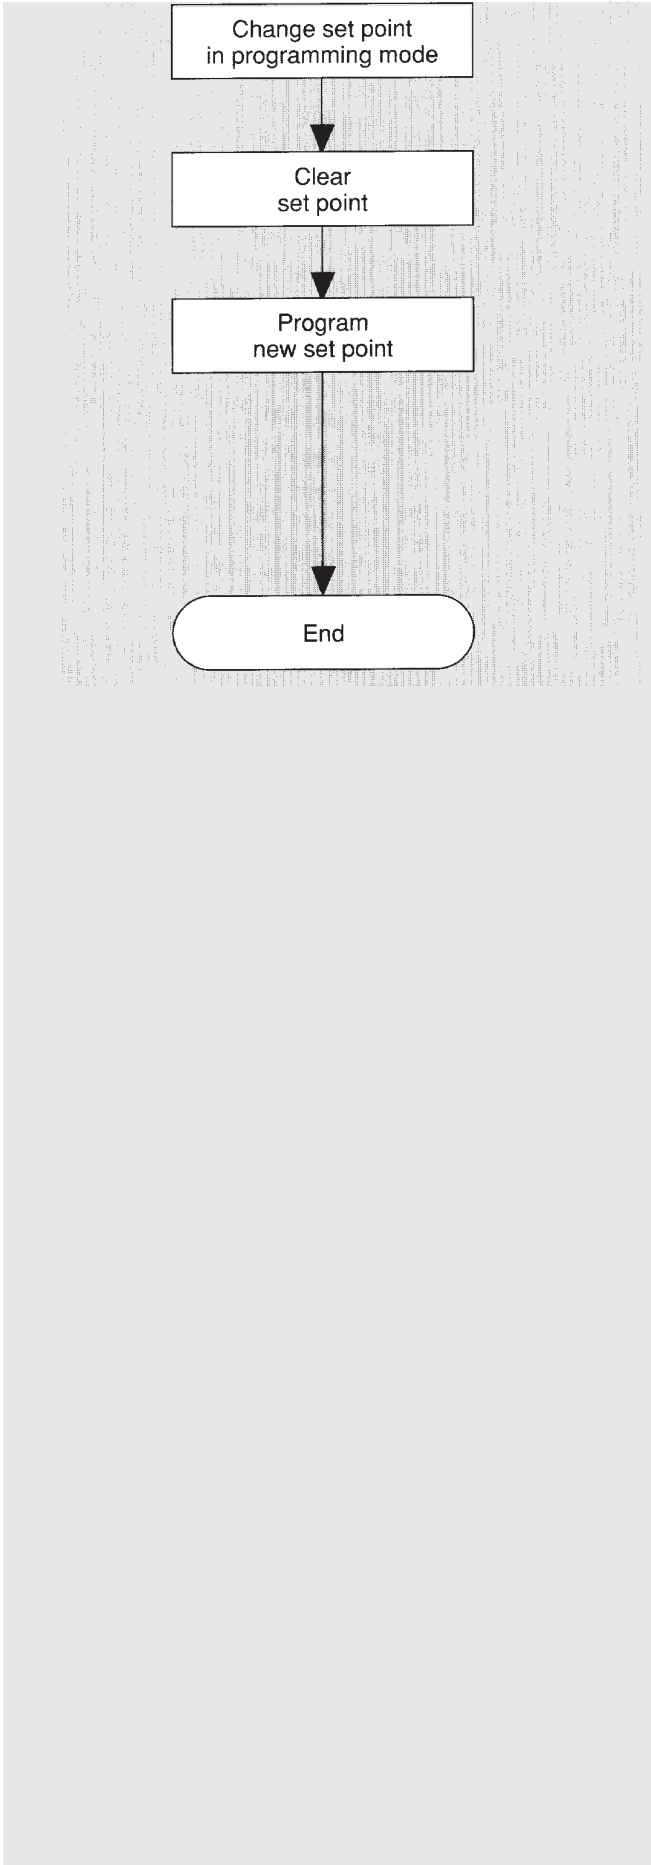 Change set point
in programming mode
Clear
set point
Program
new set point
End